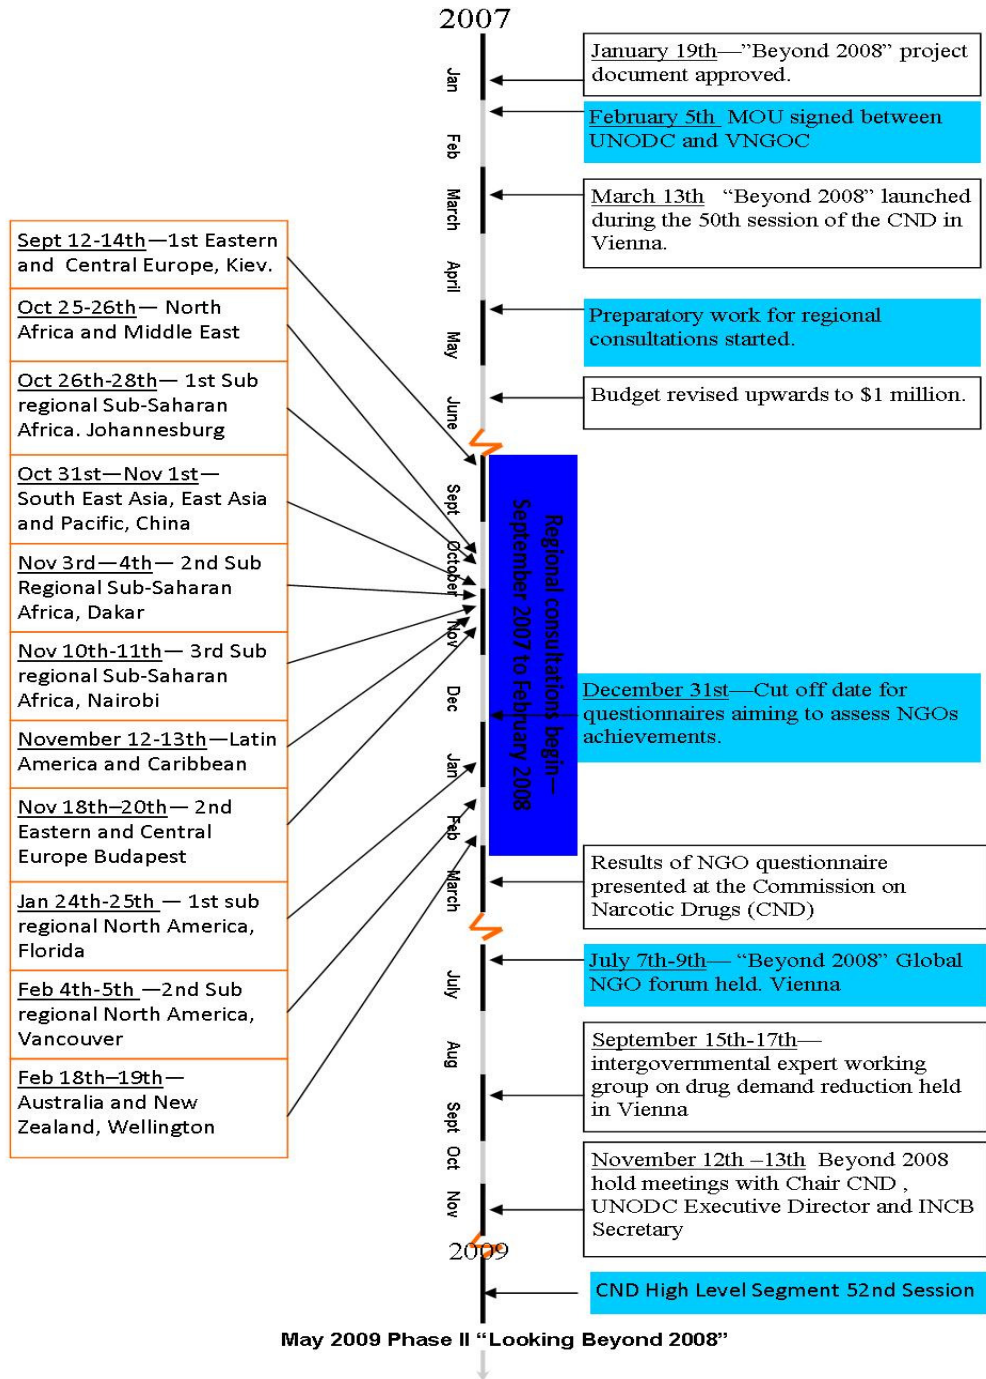 2007
January 19th—”Beyond 2008” project
document approved.
February 5th  MOU signed between
UNODC and VNGOC
March 13th  “Beyond 2008” launched
during the 50th session of the CND in
Vienna.
Preparatory work for regional
consultations started.
Budget revised upwards to $1 million.
Jan
Feb
March
April
May
June
Sept
October
Nov
Dec
Jan
Feb
March
July
Aug
Sept
Oct
Nov
Sept 12-14th—1st Eastern
and  Central Europe, Kiev.
Oct 25-26th— North
Africa and Middle East
Oct 26th-28th— 1st Sub
regional Sub-Saharan
Africa. Johannesburg
Oct 31st—Nov 1st—
South East Asia, East Asia
and Pacific, China
Nov 3rd—4th— 2nd Sub
Regional Sub-Saharan
Africa, Dakar
Nov 10th-11th— 3rd Sub
regional Sub-Saharan
Africa, Nairobi
November 12-13th—Latin
America and Caribbean
Nov 18th–20th— 2nd
Eastern and Central
Europe Budapest
Jan 24th-25th — 1st sub
regional North America,
Florida
Feb 4th-5th —2nd Sub
regional North America,
Vancouver
Feb 18th–19th—
Australia and New
Zealand, Wellington
Regional consultations begin—
September 2007 to February 2008
December 31st—Cut off date for
questionnaires aiming to assess NGOs
achievements.
Results of NGO questionnaire
presented at the Commission on
Narcotic Drugs (CND)
July 7th-9th— “Beyond 2008” Global
NGO forum held. Vienna
September 15th-17th—
intergovernmental expert working
group on drug demand reduction held
in Vienna
November 12th –13th  Beyond 2008
hold meetings with Chair CND ,
UNODC Executive Director and INCB
Secretary
2009
CND High Level Segment 52nd Session
May 2009 Phase II “Looking Beyond 2008”